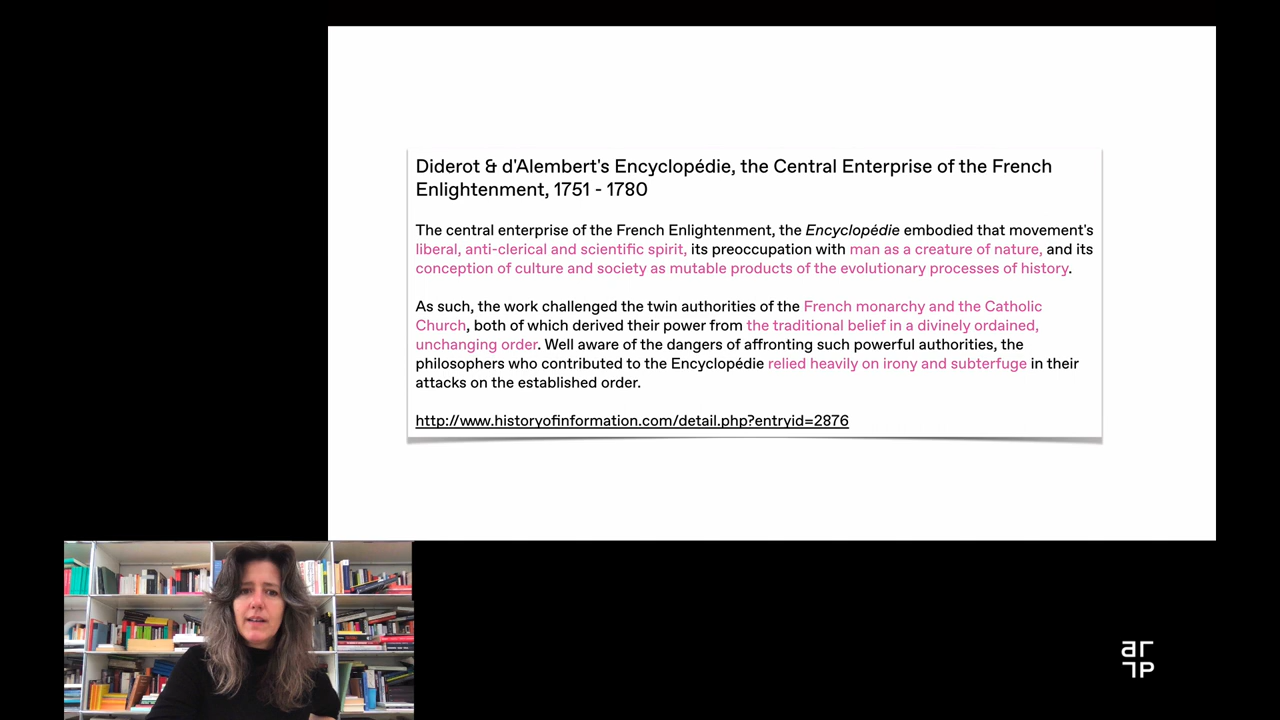 Diderot & d'Alembert's Encyclopédie, the Central Enterprise of the French
Enlightenment, 1751 - 1780
The central enterprise of the French Enlightenment, the Encyclopédie embodied that movement's
liberal, anti-clerical and scientific spirit, its preoccupation with man as a creature of nature, and its
conception of culture and society as mutable products of the evolutionary processes of history.
As such, the work challenged the twin authorities of the French monarchy and the Catholic
Church, both of which derived their power from the traditional belief in a divinely ordained,
unchanging order. Well aware of the dangers of affronting such powerful authorities, the
philosophers who contributed to the Encyclopédie relied heavily on irony and subterfuge in their
attacks on the established order.
http://www.historyofinformation.com/detail.php?entryid=2876